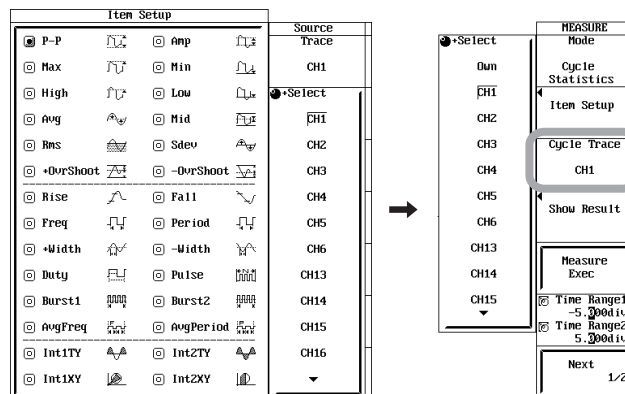 Item Setup
P-P Amp
Max Min
High Low
Avg Mid
Rms Sdev
+OvrShoot -OvrShoot
Rise Fall
Freq Period
+Width -Width
Duty Pulse
Burst1 Burst2
AvgFreq AvgPeriod
Int1TY Int2TY
Int1XY Int2XY
Source
Trace
CH1
+Select
CH1
CH2
CH3
CH4
CH5
CH6
CH13
CH14
CH15
CH16
+Select
Own
CH1
CH2
CH3
CH4
CH5
CH6
CH13
CH14
CH15
MEASURE
Mode
Cycle
Statistics
Item Setup
Cycle Trace
CH1
Show Result
Measure
Exec
Time Range1
-5.00div
Time Range2
5.00div
Next
1/2